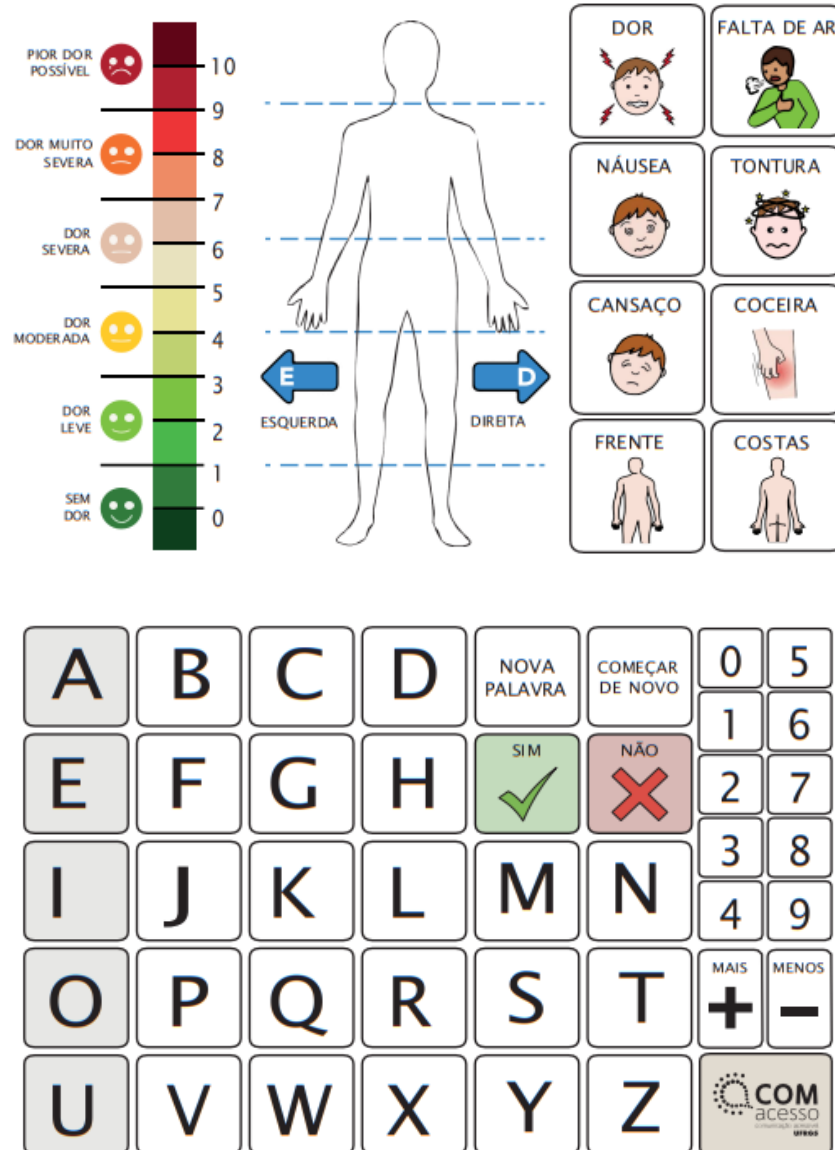 PIOR DOR
POSSÍVEL
10
9
DOR MUITO
SEVERA
8
7
DOR
SEVERA
6
5
DOR
MODERADA
4
3
DOR
LEVE
2
1
SEM
DOR
0
E
ESQUERDA
D
DIREITA
DOR
FALTA DE AR
NÁUSEA
TONTURA
CANSAÇO
COCEIRA
FRENTE
COSTAS
A B C D
NOVA
PALAVRA
COMEÇAR
DE NOVO
0 5
1 6
E F G H
SIM
NÃO
2 7
I J K L M N
3 8
4 9
O P Q R S T
MAIS
+
MENOS
−
U V W X Y Z
COM
acesso
comunicação acessível
UFRGS